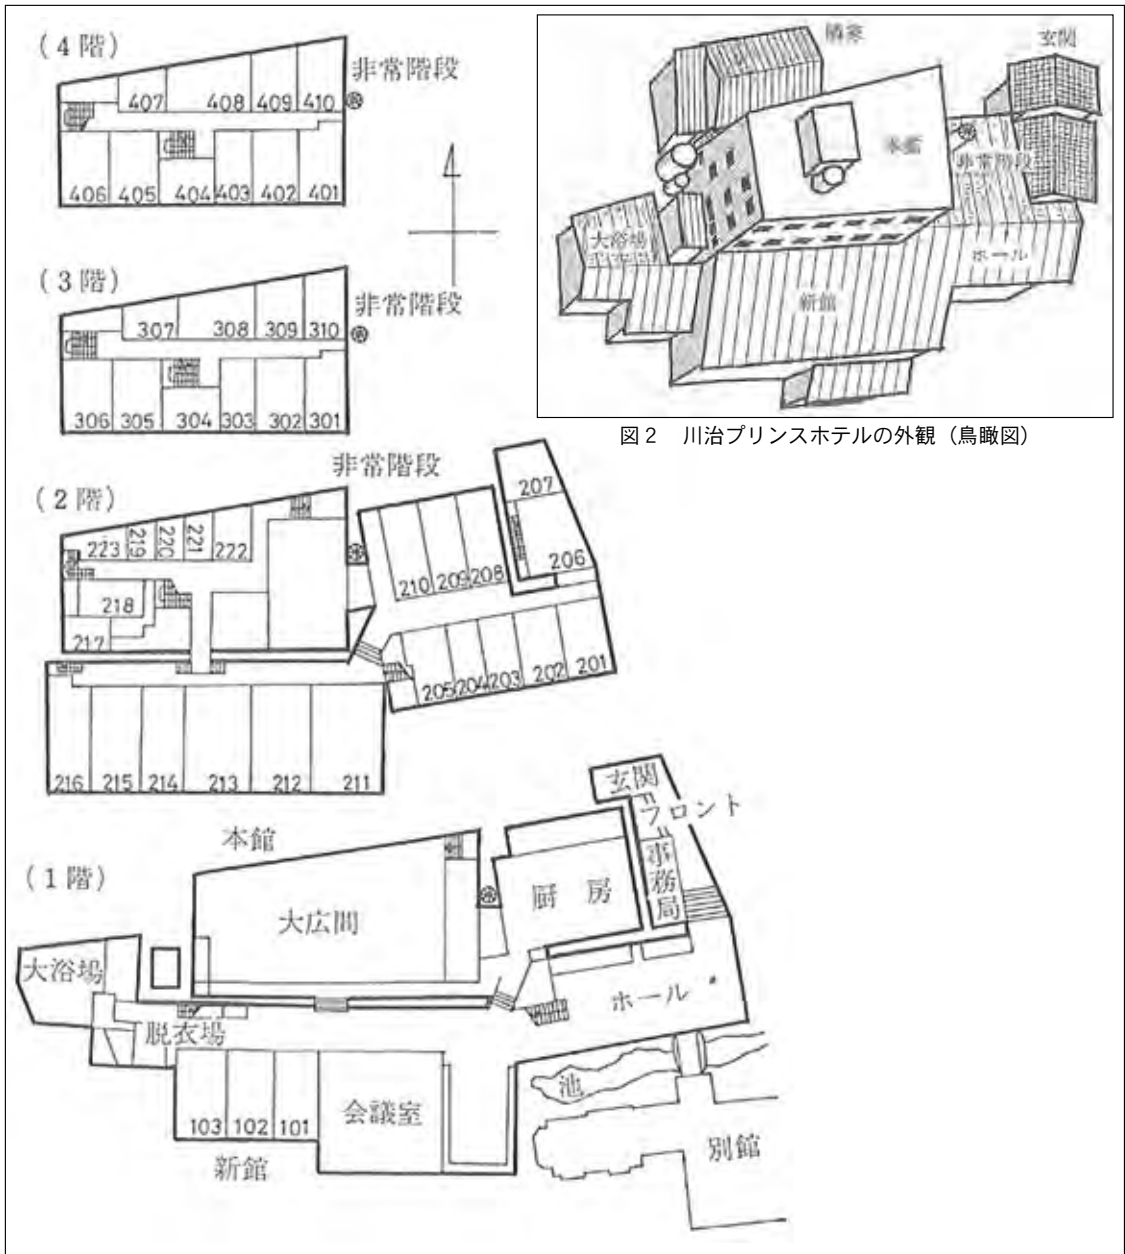 (4階)
非常階段
407 408 409 410
406 405 404 403 402 401
(3階)
非常階段
307 308 309 310
306 305 304 303 302 301
隣家
玄関
本館
非常階段
大浴場
ホール
新館
図2 川治プリンスホテルの外観(鳥瞰図)
非常階段
(2階)
207
223 219 220 221 222
210 209 208 206
218
217
205 204 203 202 201
216 215 214 213 212 211
玄関
フロント
本館
(1階)
事務局
厨房
大広間
大浴場
ホール
脱衣場
池
会議室
103 102 101
別館
新館